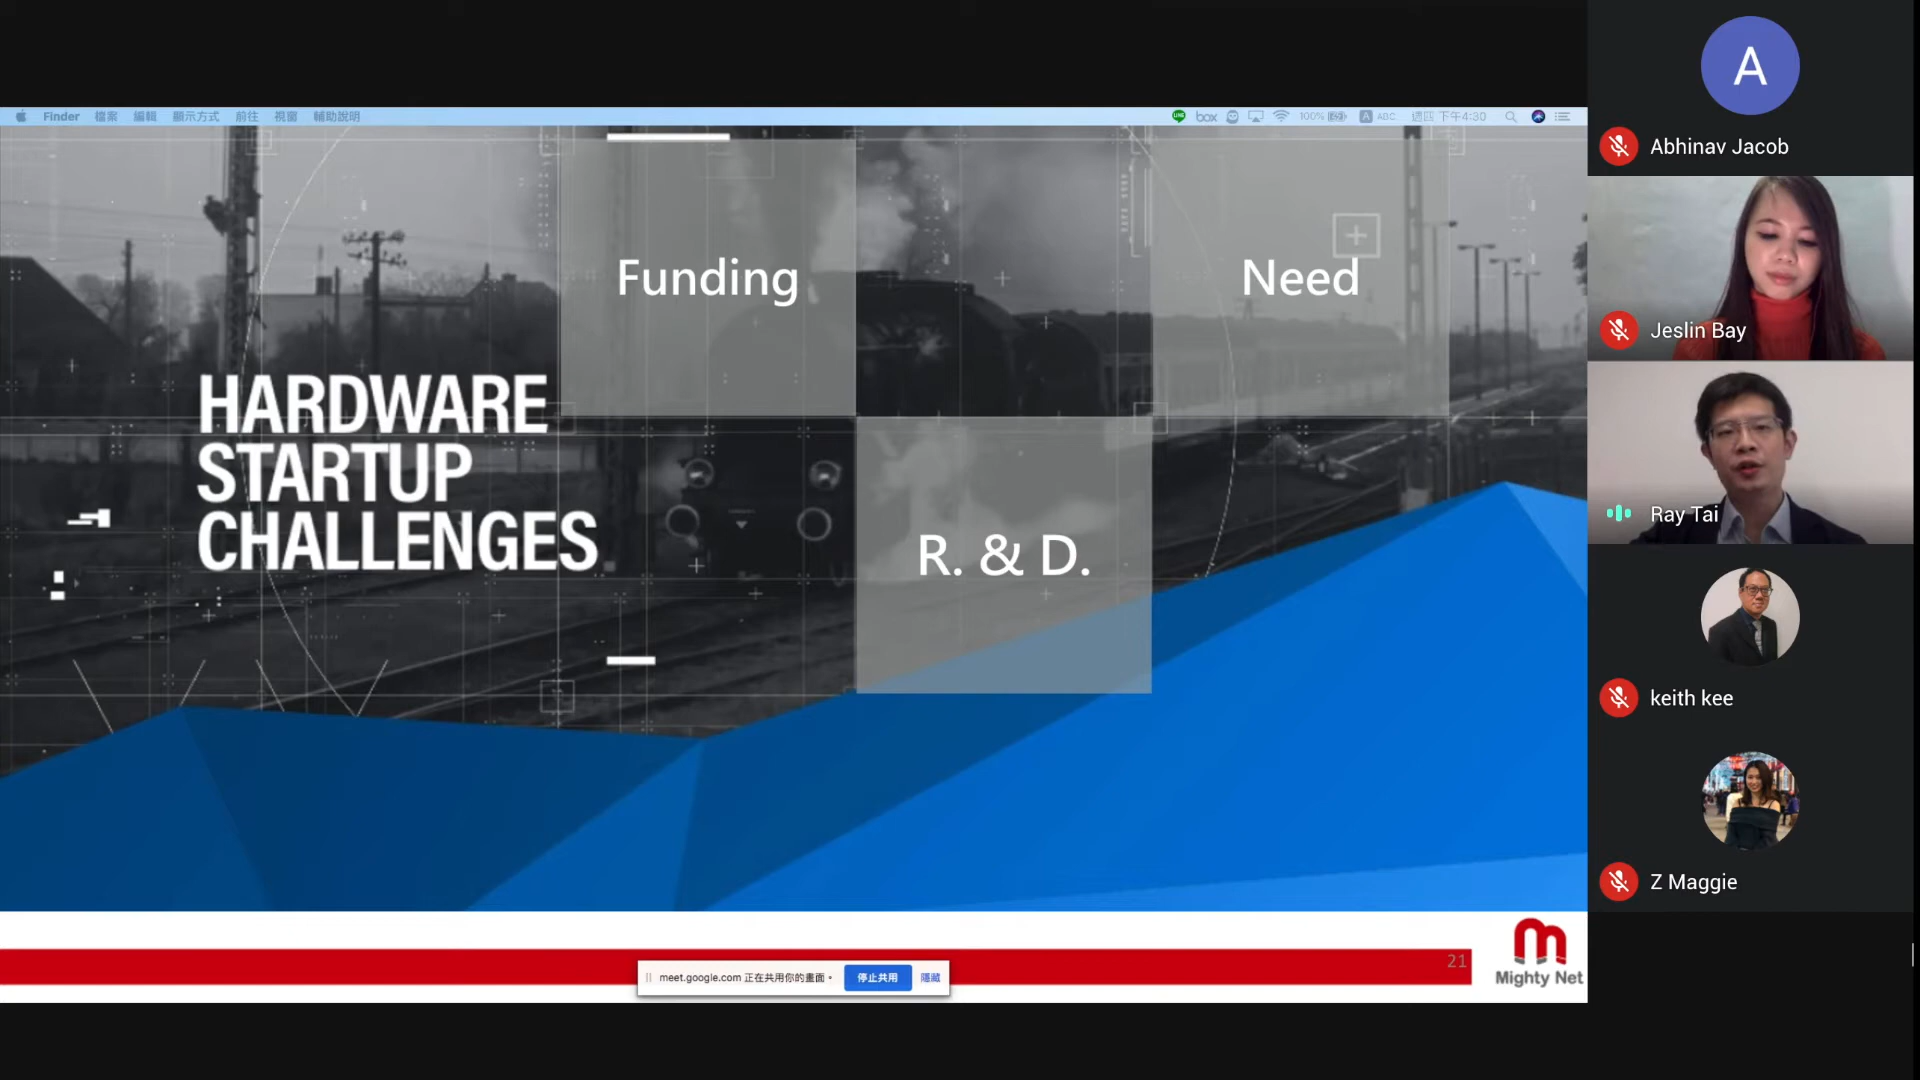 Finder 檔案 編輯 顯示方式 前往 視窗 輔助說明
box 100% A ABC 週四 下午4:30
Funding
Need
HARDWARE
STARTUP
CHALLENGES
R. & D.
21
Mighty Net
meet.google.com 正在共用你的畫面。 停止共用 隱藏
A
Abhinav Jacob
Jeslin Bay
Ray Tai
keith kee
Z Maggie